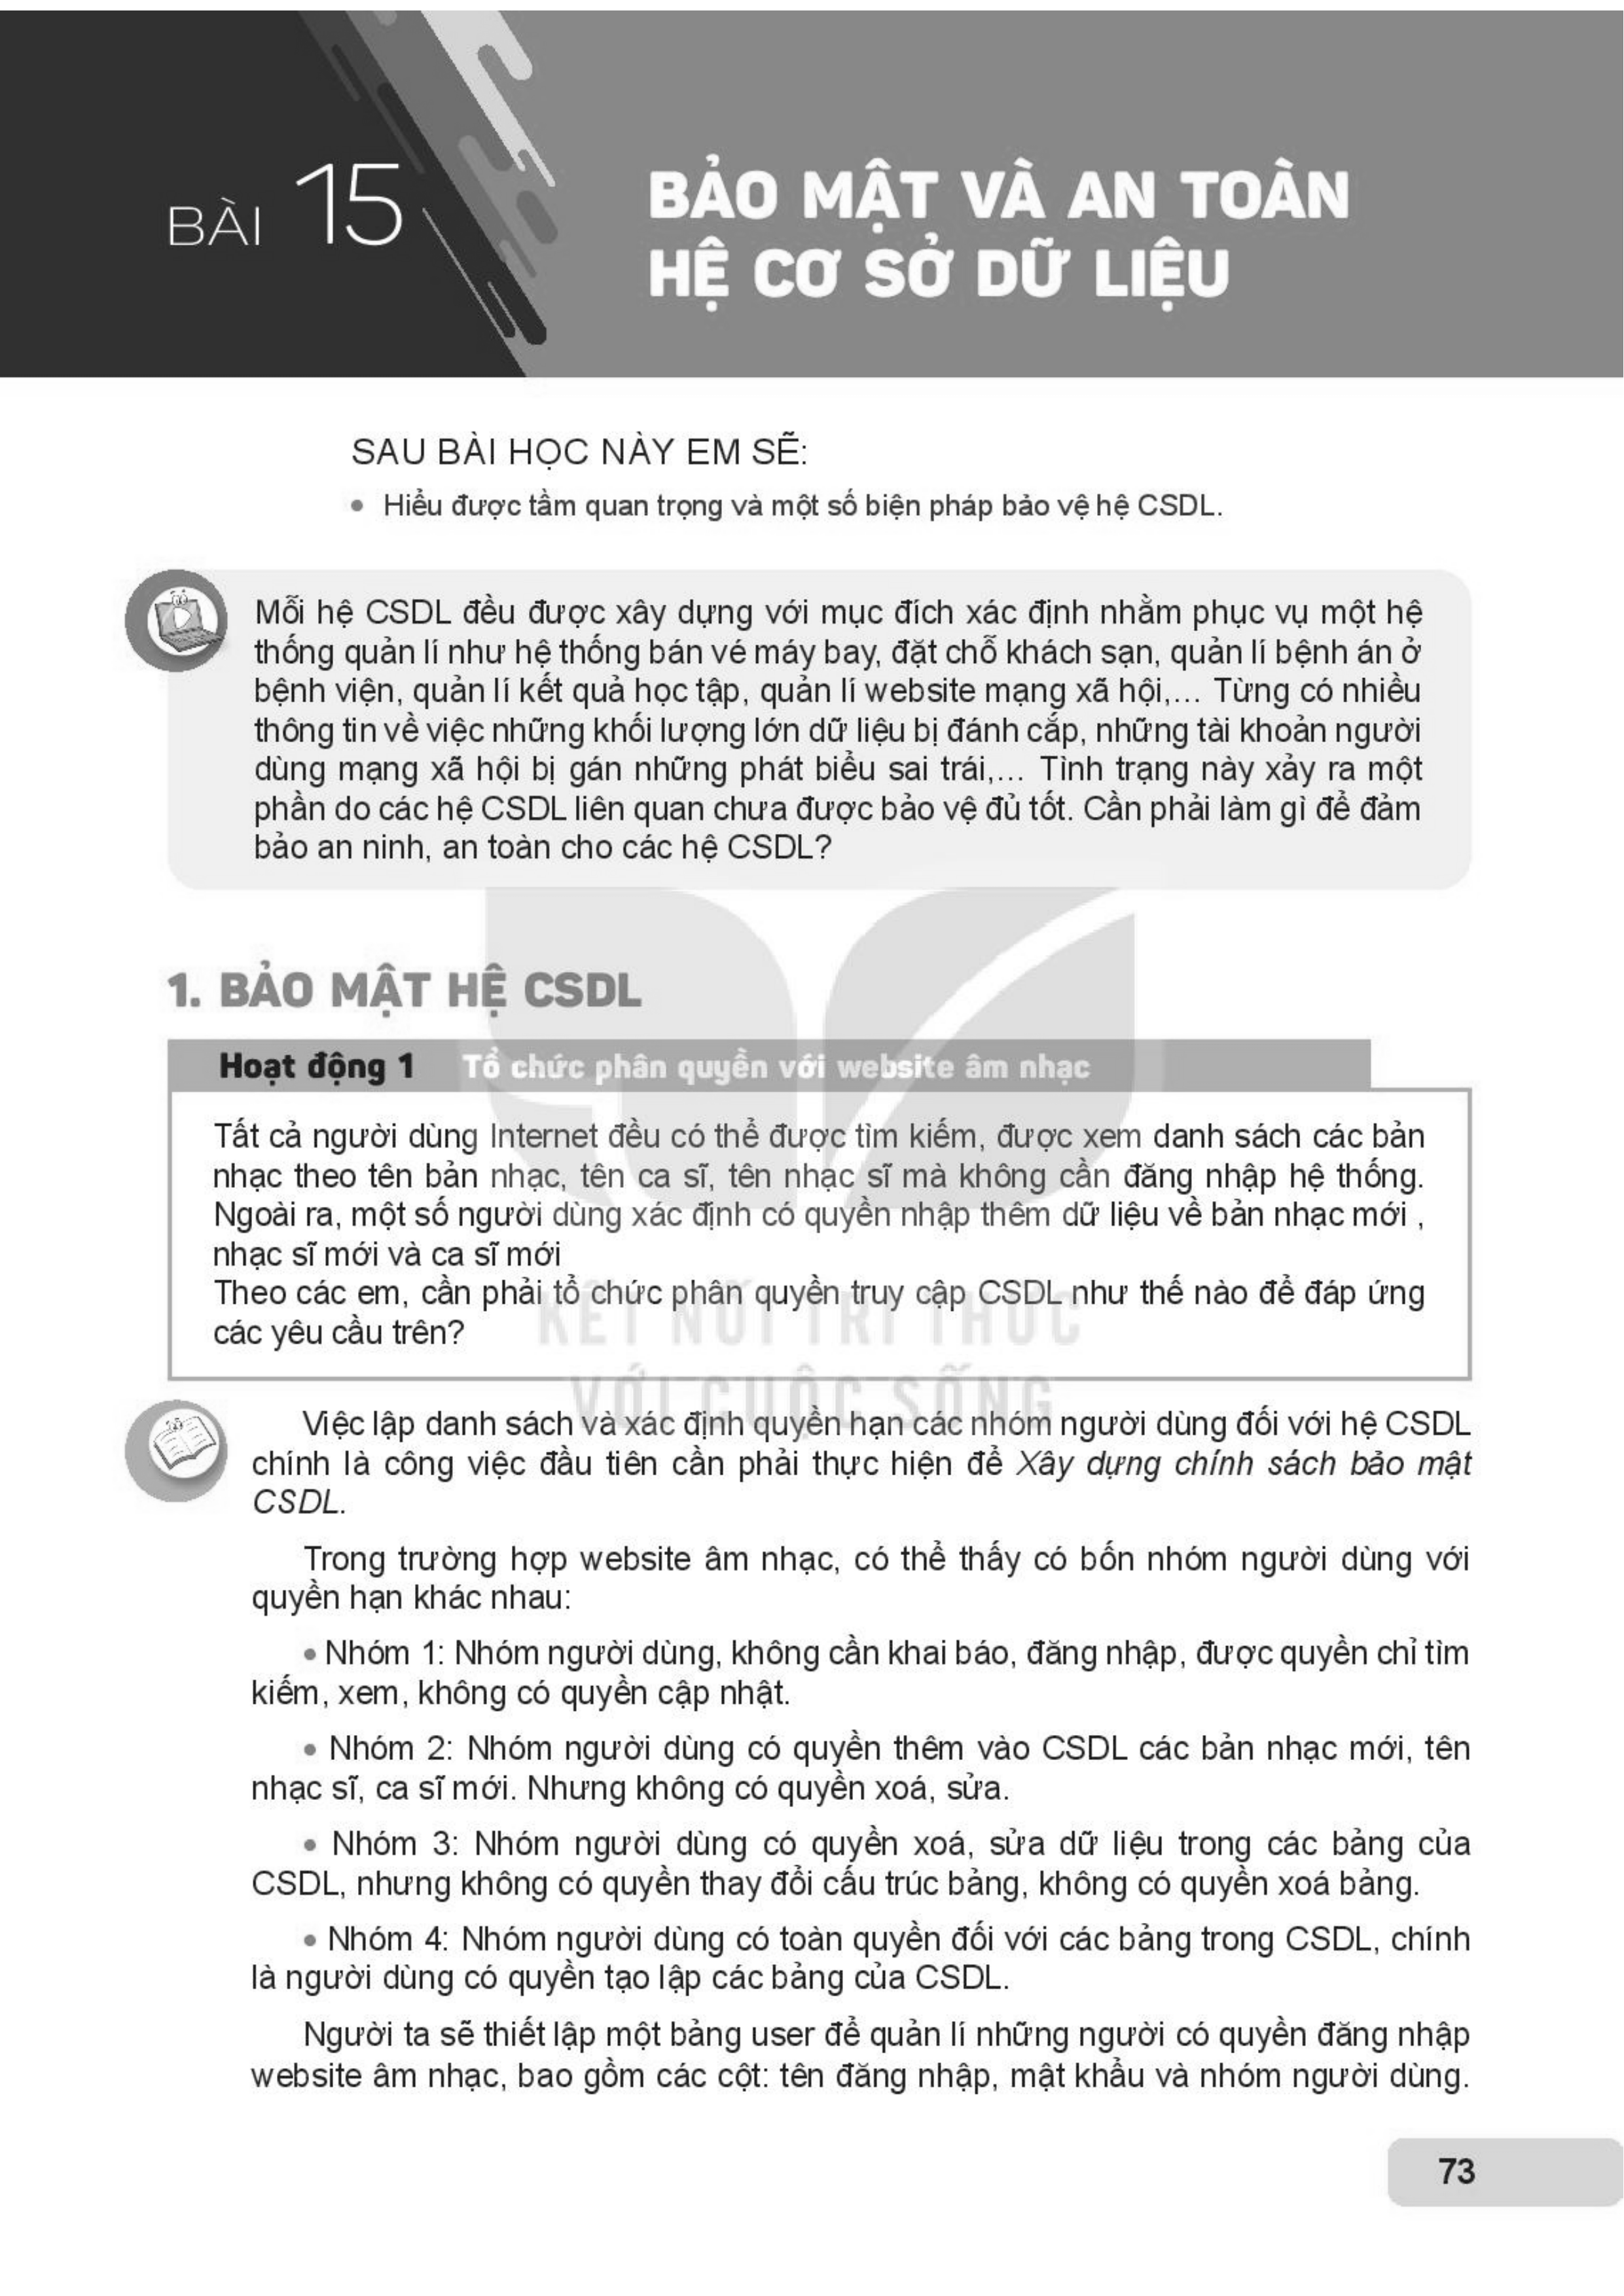 BÀI 15
BẢO MẬT VÀ AN TOÀN
HỆ CƠ SỞ DỮ LIỆU
SAU BÀI HỌC NÀY EM SẼ:
• Hiểu được tầm quan trọng và một số biện pháp bảo vệ hệ CSDL.
Mỗi hệ CSDL đều được xây dựng với mục đích xác định nhằm phục vụ một hệ
thống quản lí như hệ thống bán vé máy bay, đặt chỗ khách sạn, quản lí bệnh án ở
bệnh viện, quản lí kết quả học tập, quản lí website mạng xã hội,... Từng có nhiều
thông tin về việc những khối lượng lớn dữ liệu bị đánh cắp, những tài khoản người
dùng mạng xã hội bị gán những phát biểu sai trái,... Tình trạng này xảy ra một
phần do các hệ CSDL liên quan chưa được bảo vệ đủ tốt. Cần phải làm gì để đảm
bảo an ninh, an toàn cho các hệ CSDL?
1. BẢO MẬT HỆ CSDL
Hoạt động 1 Tổ chức phân quyền với website âm nhạc
Tất cả người dùng Internet đều có thể được tìm kiếm, được xem danh sách các bản
nhạc theo tên bản nhạc, tên ca sĩ, tên nhạc sĩ mà không cần đăng nhập hệ thống.
Ngoài ra, một số người dùng xác định có quyền nhập thêm dữ liệu về bản nhạc mới ,
nhạc sĩ mới và ca sĩ mới
Theo các em, cần phải tổ chức phân quyền truy cập CSDL như thế nào để đáp ứng
các yêu cầu trên?
KẾT NỐI TRI THỨC
VỚI CUỘC SỐNG
Việc lập danh sách và xác định quyền hạn các nhóm người dùng đối với hệ CSDL
chính là công việc đầu tiên cần phải thực hiện để Xây dựng chính sách bảo mật
CSDL.
Trong trường hợp website âm nhạc, có thể thấy có bốn nhóm người dùng với
quyền hạn khác nhau:
• Nhóm 1: Nhóm người dùng, không cần khai báo, đăng nhập, được quyền chỉ tìm
kiếm, xem, không có quyền cập nhật.
• Nhóm 2: Nhóm người dùng có quyền thêm vào CSDL các bản nhạc mới, tên
nhạc sĩ, ca sĩ mới. Nhưng không có quyền xoá, sửa.
• Nhóm 3: Nhóm người dùng có quyền xoá, sửa dữ liệu trong các bảng của
CSDL, nhưng không có quyền thay đổi cấu trúc bảng, không có quyền xoá bảng.
• Nhóm 4: Nhóm người dùng có toàn quyền đối với các bảng trong CSDL, chính
là người dùng có quyền tạo lập các bảng của CSDL.
Người ta sẽ thiết lập một bảng user để quản lí những người có quyền đăng nhập
website âm nhạc, bao gồm các cột: tên đăng nhập, mật khẩu và nhóm người dùng.
73